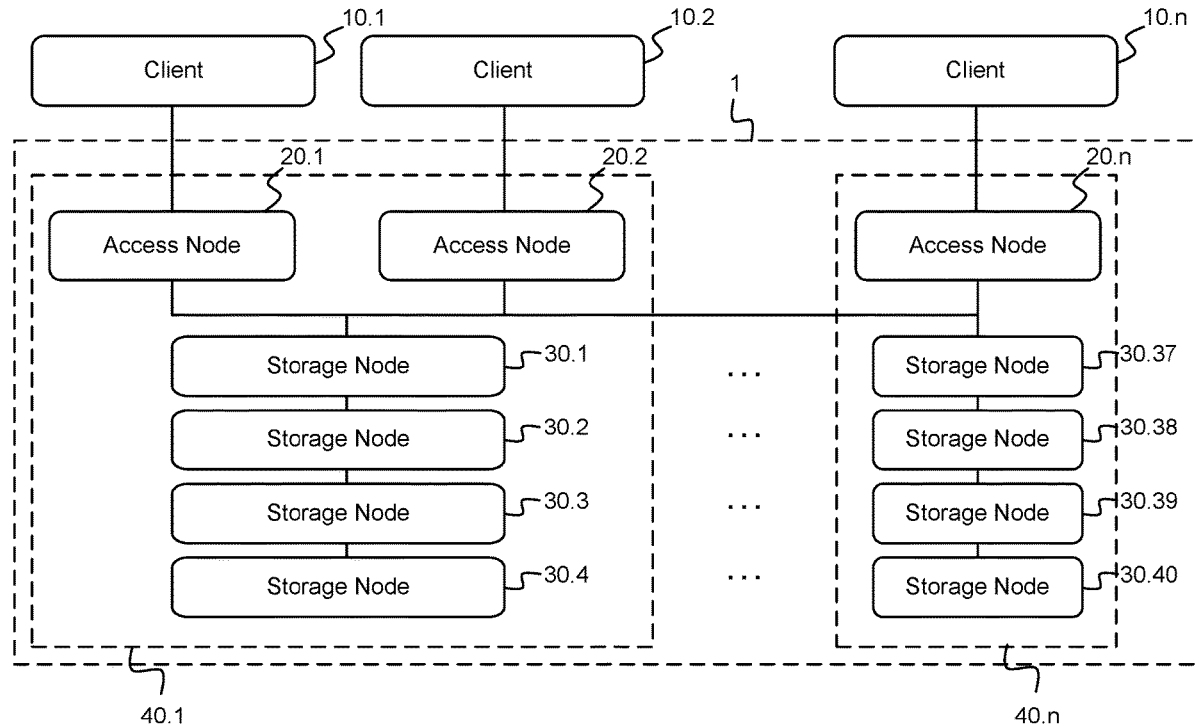 10.1 10.2 10.n
Client Client Client
1
20.1 20.2 20.n
Access Node Access Node Access Node
Storage Node 30.1 ... Storage Node 30.37
Storage Node 30.2 ... Storage Node 30.38
Storage Node 30.3 ... Storage Node 30.39
Storage Node 30.4 ... Storage Node 30.40
40.1 40.n